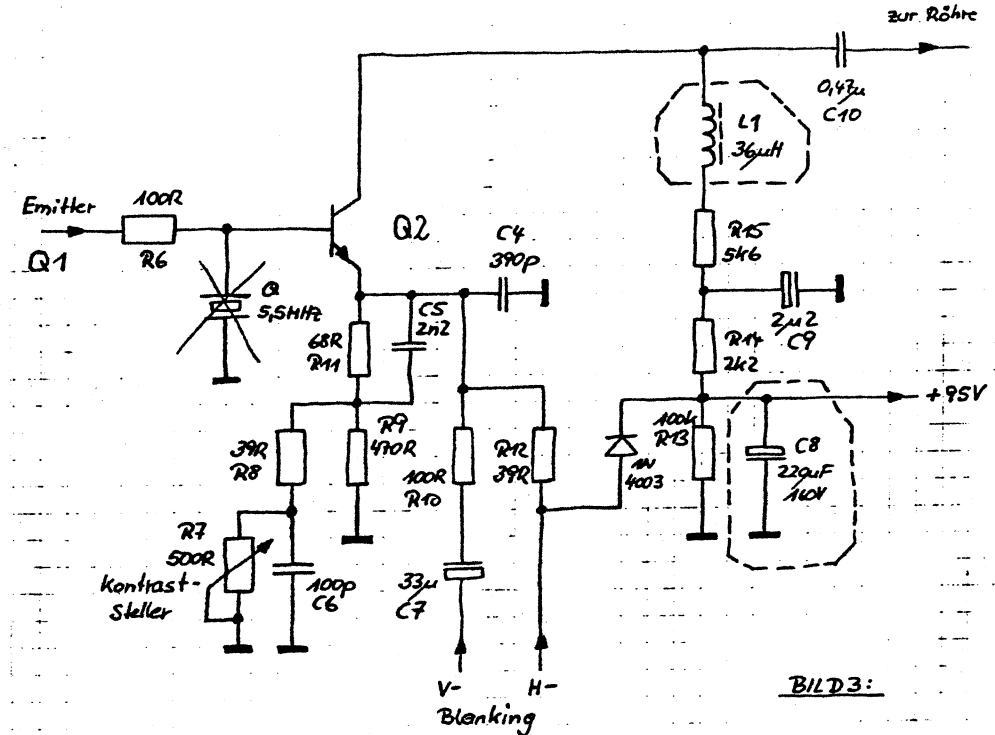 zur Röhre
0,47µ
C10
L1
36µH
Emitter
Q1
100R
R6
Q2
C4
390p
R15
5k6
Q
5,5MHz
C5
2n2
68R
R11
2µ2
C9
R14
2k2
+95V
39R
R8
R9
470R
100R
R10
R12
39R
1N
4003
100k
R13
C8
220µF
160V
R7
500R
Kontrast-
Steller
100p
C6
33µ
C7
V-
H-
Blanking
BILD3: